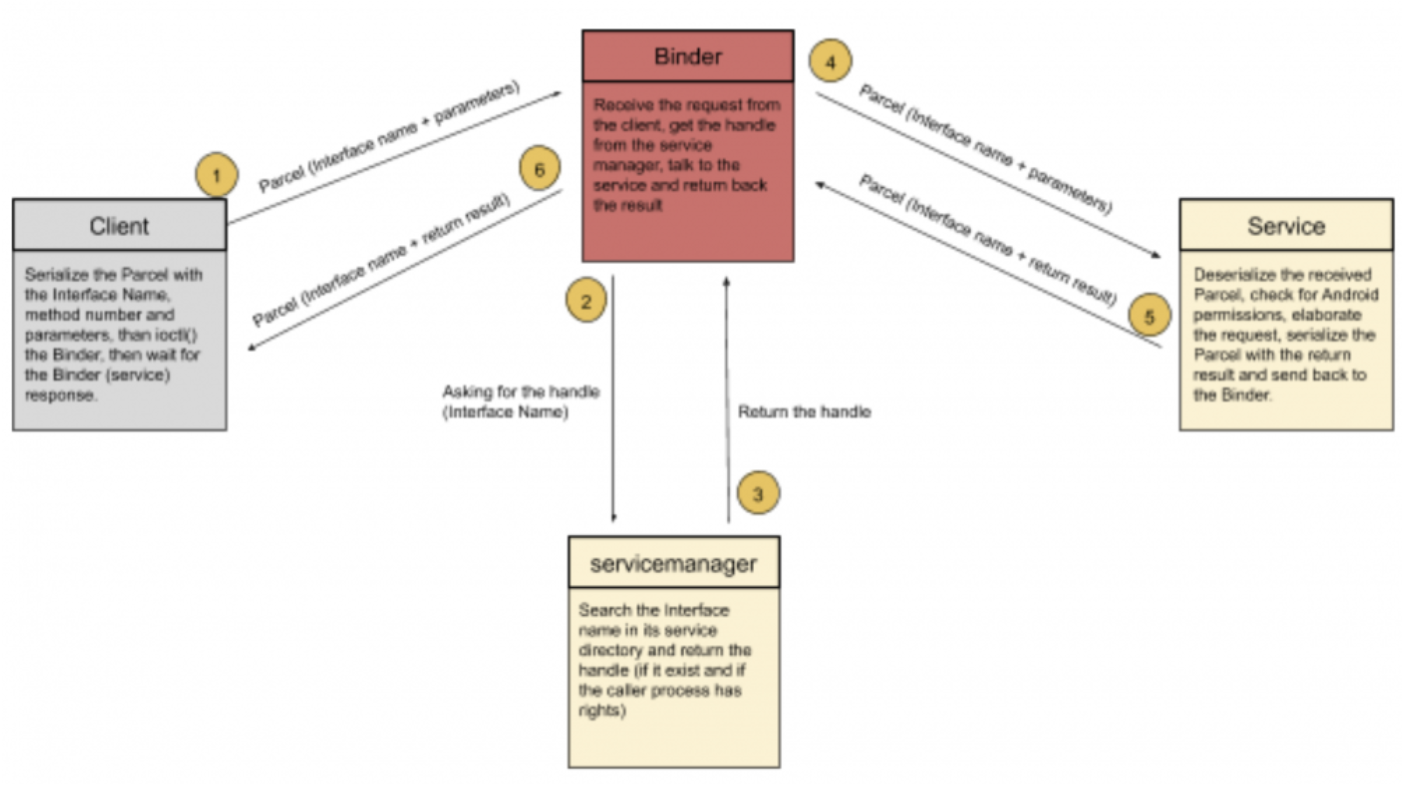 Binder
Receive the request from
the client, get the handle
from the service
manager, talk to the
service and return back
the result
1
Parcel (Interface name + parameters)
6
Parcel (Interface name + return result)
4
Parcel (Interface name + parameters)
Parcel (Interface name + return result)
5
Client
Serialize the Parcel with
the Interface Name,
method number and
parameters, than ioctl()
the Binder, then wait for
the Binder (service)
response.
Service
Deserialize the received
Parcel, check for Android
permissions, elaborate
the request, serialize the
Parcel with the return
result and send back to
the Binder.
2
Asking for the handle
(Interface Name)
Return the handle
3
servicemanager
Search the Interface
name in its service
directory and return the
handle (if it exist and if
the caller process has
rights)